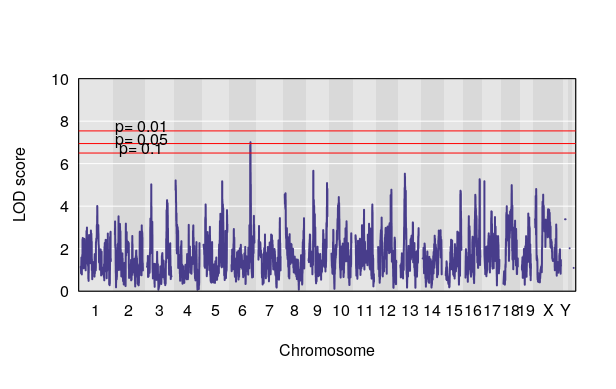 10
8
6
4
2
0
LOD score
p= 0.01
p= 0.05
p= 0.1
1 2 3 4 5 6 7 8 9 10 11 12 13 14 15 16 17 18 19 X Y
Chromosome